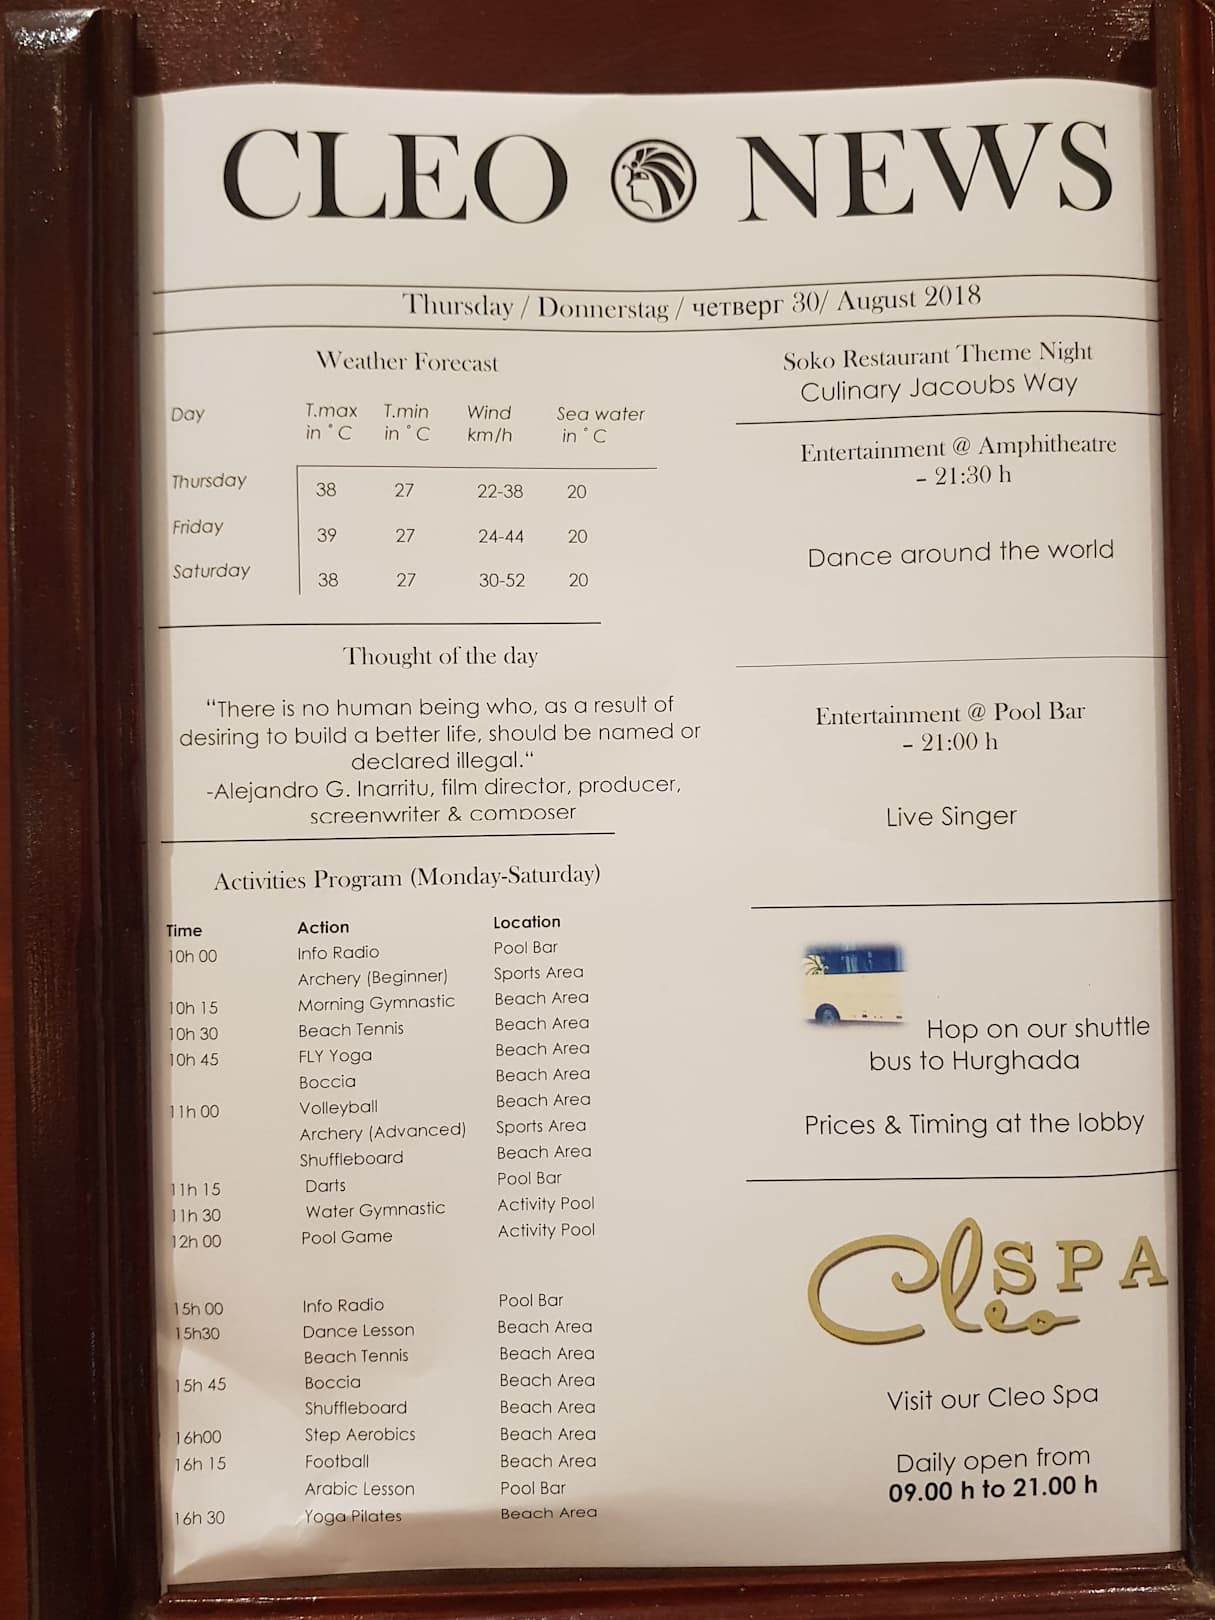 CLEO NEWS
Thursday / Donnerstag / четверг 30/ August 2018
Weather Forecast
Day T.max in °C T.min in °C Wind km/h Sea water in °C
Thursday 38 27 22-38 20
Friday 39 27 24-44 20
Saturday 38 27 30-52 20
Thought of the day
“There is no human being who, as a result of
desiring to build a better life, should be named or
declared illegal.“
-Alejandro G. Inarritu, film director, producer,
screenwriter & composer
Activities Program (Monday-Saturday)
Time Action Location
10h 00 Info Radio Pool Bar
Archery (Beginner) Sports Area
10h 15 Morning Gymnastic Beach Area
10h 30 Beach Tennis Beach Area
10h 45 FLY Yoga Beach Area
Boccia Beach Area
11h 00 Volleyball Beach Area
Archery (Advanced) Sports Area
Shuffleboard Beach Area
11h 15 Darts Pool Bar
11h 30 Water Gymnastic Activity Pool
12h 00 Pool Game Activity Pool
15h 00 Info Radio Pool Bar
15h30 Dance Lesson Beach Area
Beach Tennis Beach Area
15h 45 Boccia Beach Area
Shuffleboard Beach Area
16h00 Step Aerobics Beach Area
16h 15 Football Beach Area
Arabic Lesson Pool Bar
16h 30 Yoga Pilates Beach Area
Soko Restaurant Theme Night
Culinary Jacoubs Way
Entertainment @ Amphitheatre
- 21:30 h
Dance around the world
Entertainment @ Pool Bar
- 21:00 h
Live Singer
Hop on our shuttle
bus to Hurghada
Prices & Timing at the lobby
Cleo SPA
Visit our Cleo Spa
Daily open from
09.00 h to 21.00 h